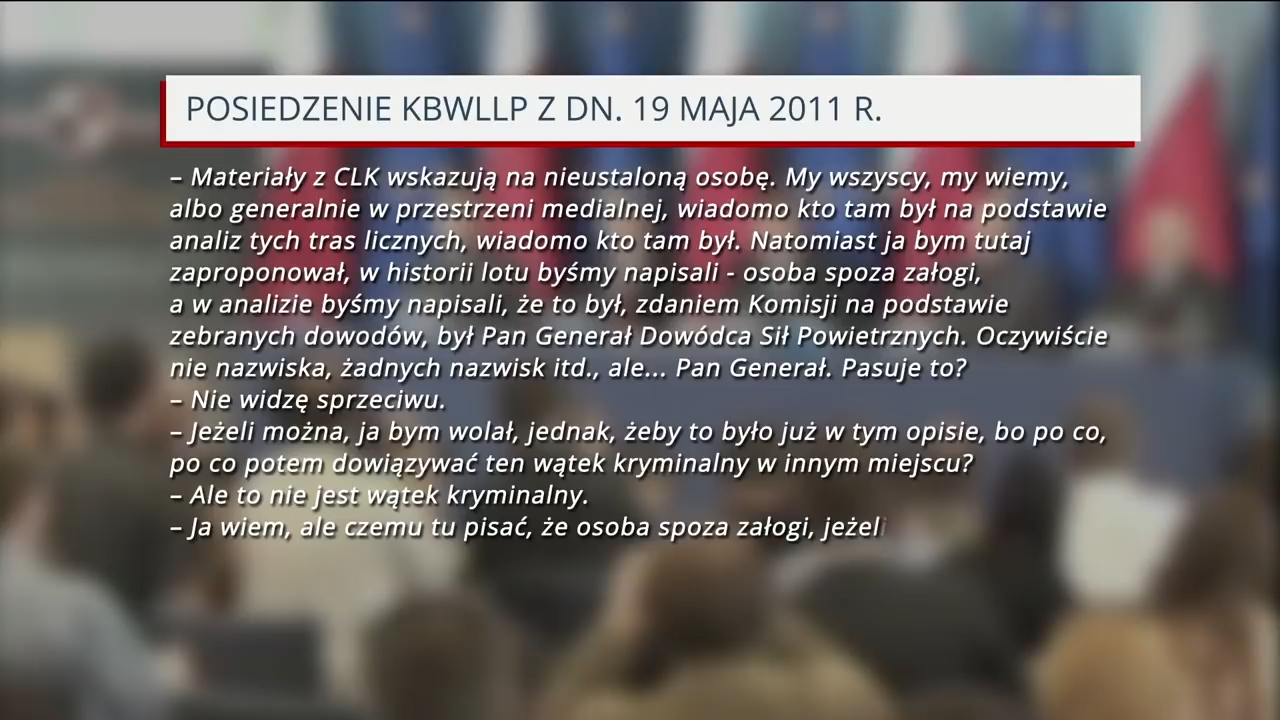 POSIEDZENIE KBWLLP Z DN. 19 MAJA 2011 R.
– Materiały z CLK wskazują na nieustaloną osobę. My wszyscy, my wiemy,
albo generalnie w przestrzeni medialnej, wiadomo kto tam był na podstawie
analiz tych tras licznych, wiadomo kto tam był. Natomiast ja bym tutaj
zaproponował, w historii lotu byśmy napisali - osoba spoza załogi,
a w analizie byśmy napisali, że to był, zdaniem Komisji na podstawie
zebranych dowodów, był Pan Generał Dowódca Sił Powietrznych. Oczywiście
nie nazwiska, żadnych nazwisk itd., ale... Pan Generał. Pasuje to?
– Nie widzę sprzeciwu.
– Jeżeli można, ja bym wolał, jednak, żeby to było już w tym opisie, bo po co,
po co potem dowiązywać ten wątek kryminalny w innym miejscu?
– Ale to nie jest wątek kryminalny.
– Ja wiem, ale czemu tu pisać, że osoba spoza załogi, jeżeli